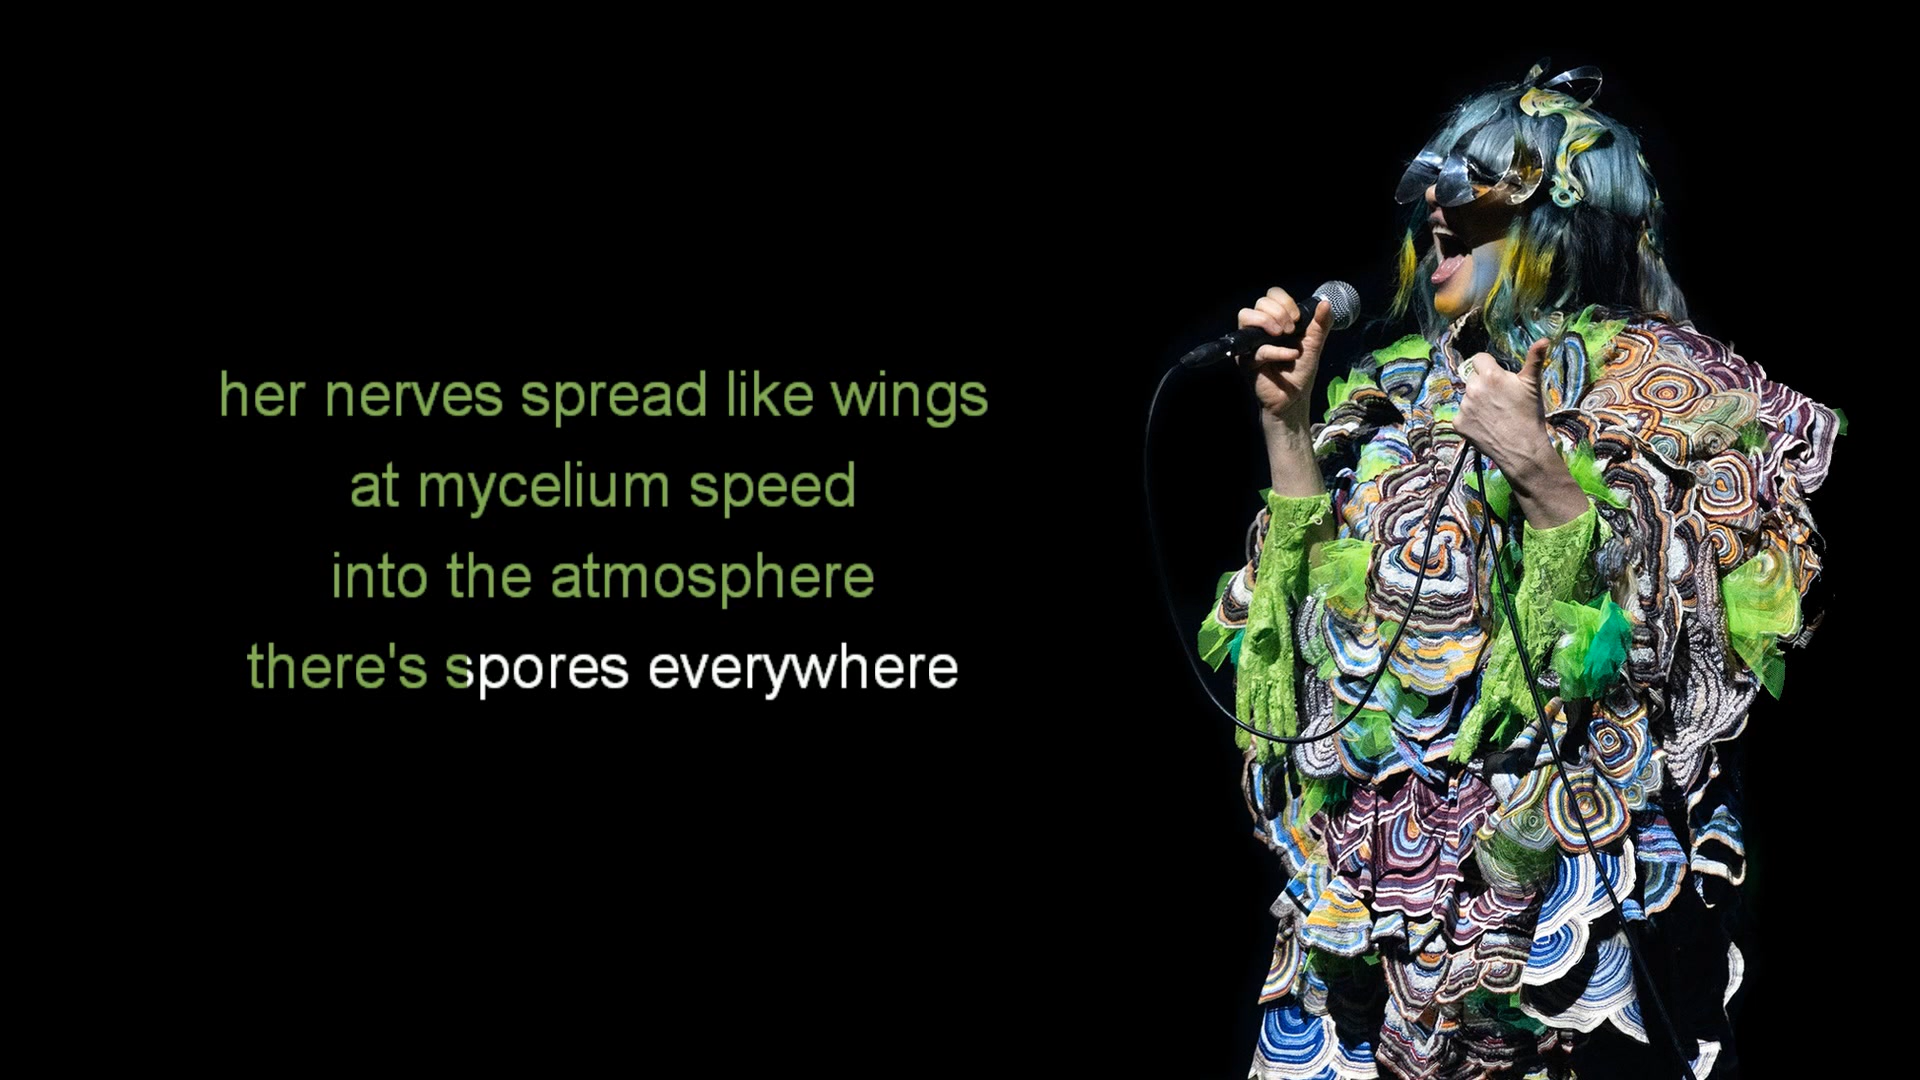 her nerves spread like wings
at mycelium speed
into the atmosphere
there's spores everywhere